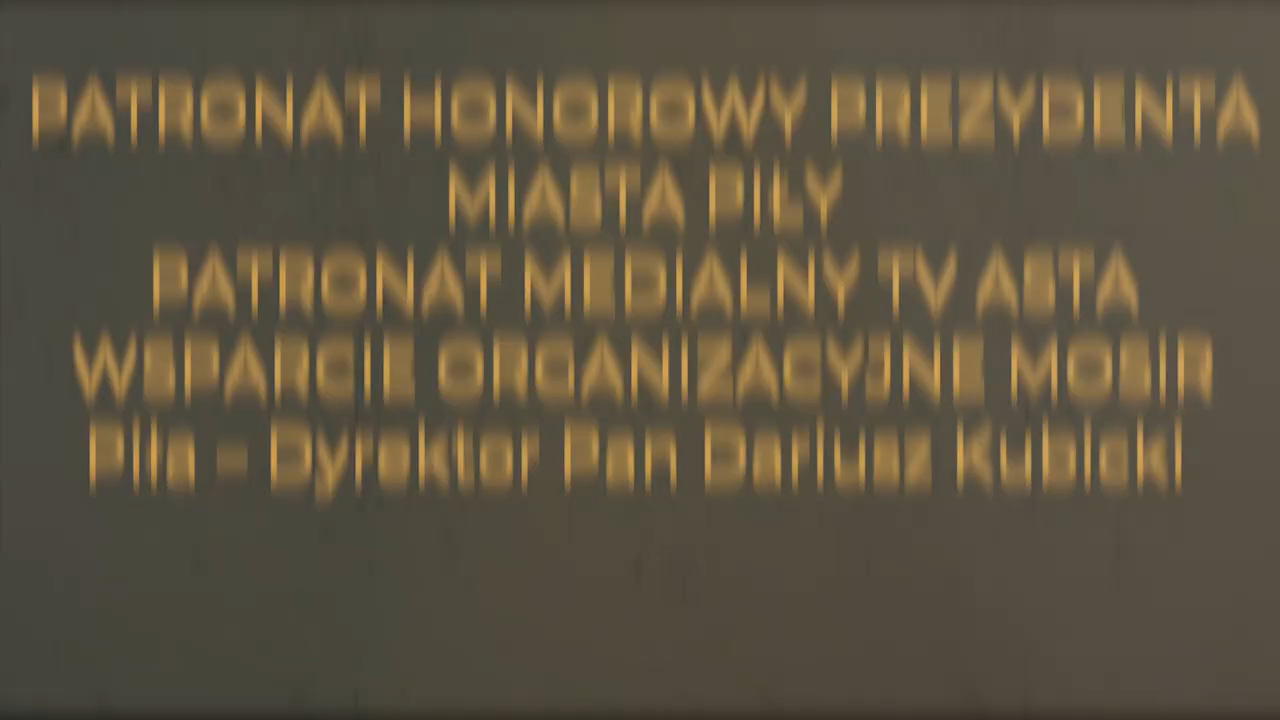 PATRONAT HONOROWY PREZYDENTA
MIASTA PIŁY
PATRONAT MEDIALNY TV ASTA
WSPARCIE ORGANIZACYJNE MOSIR
Piła - Dyrektor Pan Dariusz Kubicki